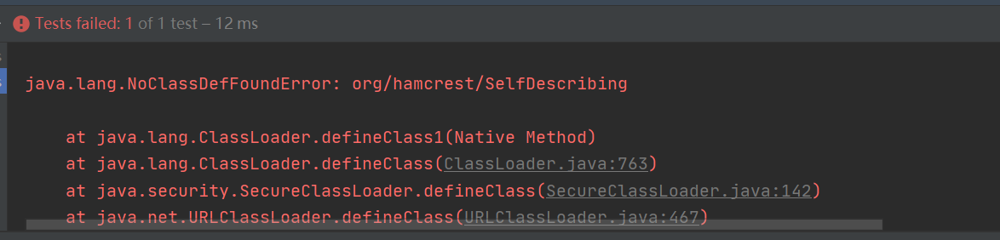 Tests failed: 1 of 1 test – 12 ms
java.lang.NoClassDefFoundError: org/hamcrest/SelfDescribing
at java.lang.ClassLoader.defineClass1(Native Method)
at java.lang.ClassLoader.defineClass(ClassLoader.java:763)
at java.security.SecureClassLoader.defineClass(SecureClassLoader.java:142)
at java.net.URLClassLoader.defineClass(URLClassLoader.java:467)